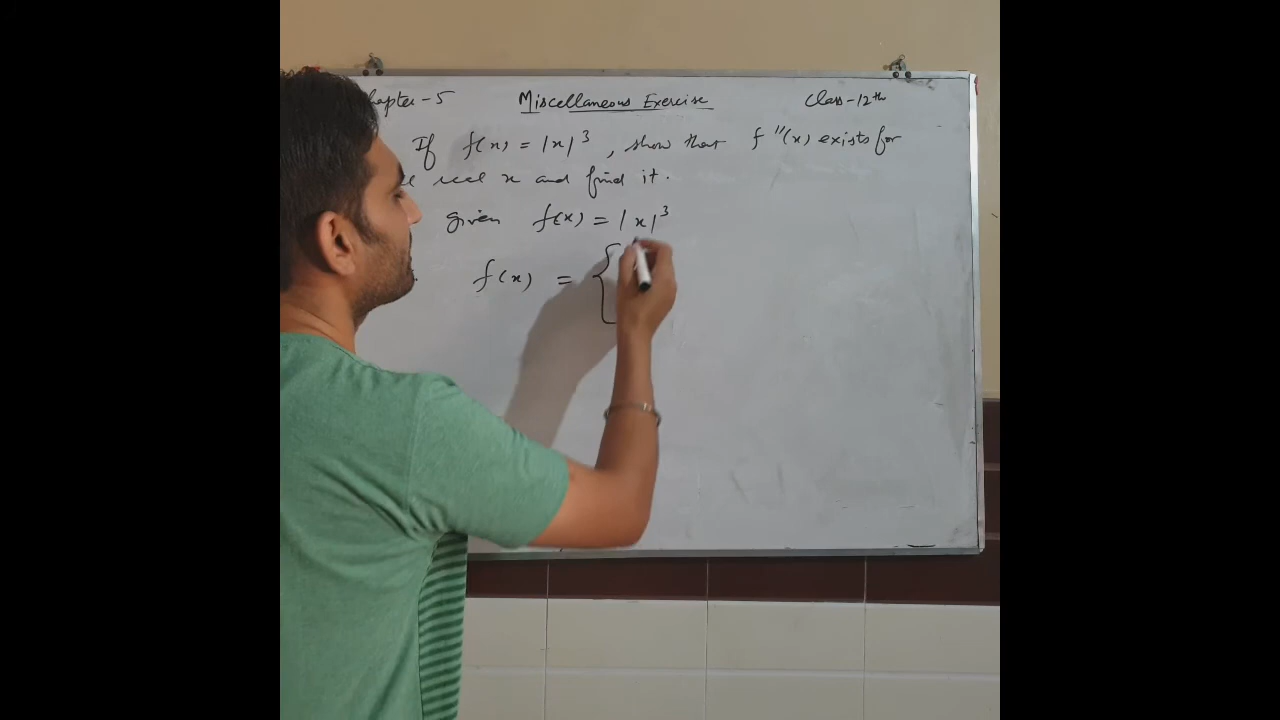 Chapter-5 Miscellaneous Exercise Class-12th
If f(x) = |x|³, show that f''(x) exists for
real x and find it.
given f(x) = |x|³
f(x) = {